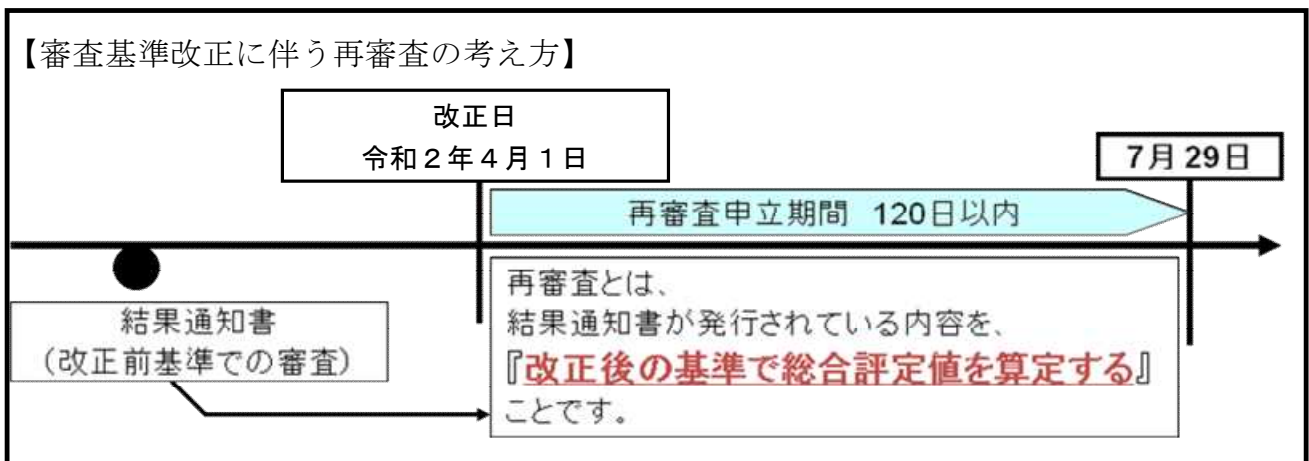 【審査基準改正に伴う再審査の考え方】
改正日
令和２年４月１日
7月29日
再審査申立期間 120日以内
結果通知書
（改正前基準での審査）
再審査とは、
結果通知書が発行されている内容を、
『改正後の基準で総合評定値を算定する』
ことです。